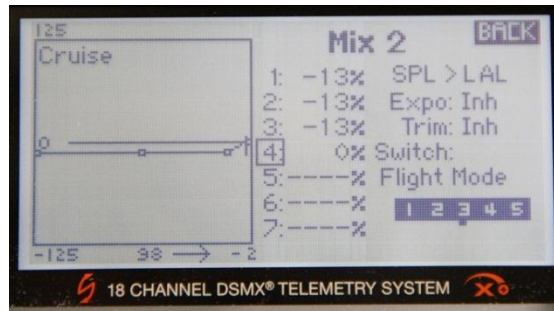 125
Mix 2
BACK
Cruise
1: -13% SPL > LAL
2: -13% Expo: Inh
3: -13% Trim: Inh
0
4: 0% Switch:
5:----% Flight Mode
6:----%
1 2 3 4 5
7:----%
-125 98 → -2
18 CHANNEL DSMX® TELEMETRY SYSTEM